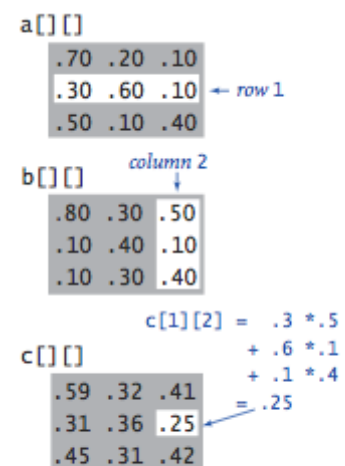 a[][]
.70 .20 .10
.30 .60 .10 ← row 1
.50 .10 .40
column 2
b[][]
.80 .30 .50
.10 .40 .10
.10 .30 .40
c[1][2] = .3 *.5
+ .6 *.1
c[][]
+ .1 *.4
.59 .32 .41
= .25
.31 .36 .25
.45 .31 .42